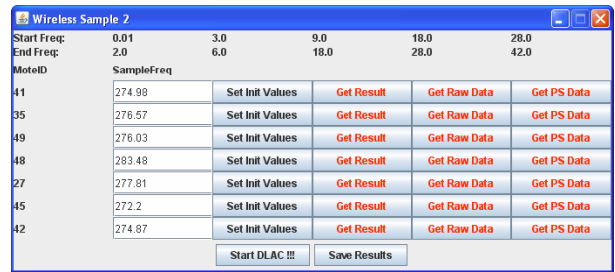 Wireless Sample 2
Start Freq: 0.01 3.0 9.0 18.0 28.0
End Freq: 2.0 6.0 18.0 28.0 42.0
MoteID SampleFreq
41 274.98 Set Init Values Get Result Get Raw Data Get PS Data
35 276.57 Set Init Values Get Result Get Raw Data Get PS Data
49 276.03 Set Init Values Get Result Get Raw Data Get PS Data
48 283.48 Set Init Values Get Result Get Raw Data Get PS Data
27 277.81 Set Init Values Get Result Get Raw Data Get PS Data
45 272.2 Set Init Values Get Result Get Raw Data Get PS Data
42 274.87 Set Init Values Get Result Get Raw Data Get PS Data
Start DLAC !!! Save Results